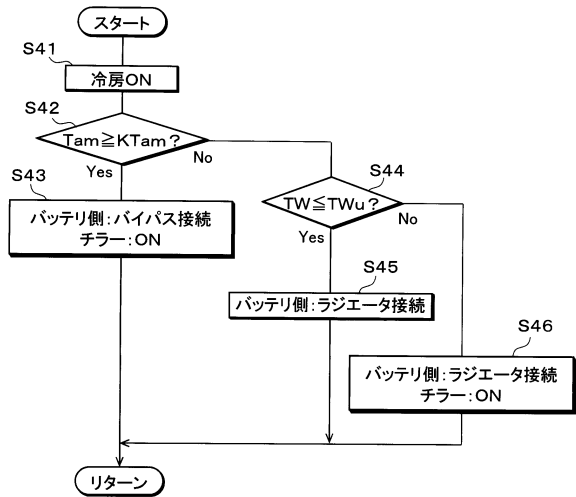 スタート
S41
冷房ON
S42
Tam≧KTam?
No
Yes
S43
バッテリ側:バイパス接続
チラー:ON
S44
TW≦TWu?
No
Yes
S45
バッテリ側:ラジエータ接続
S46
バッテリ側:ラジエータ接続
チラー:ON
リターン